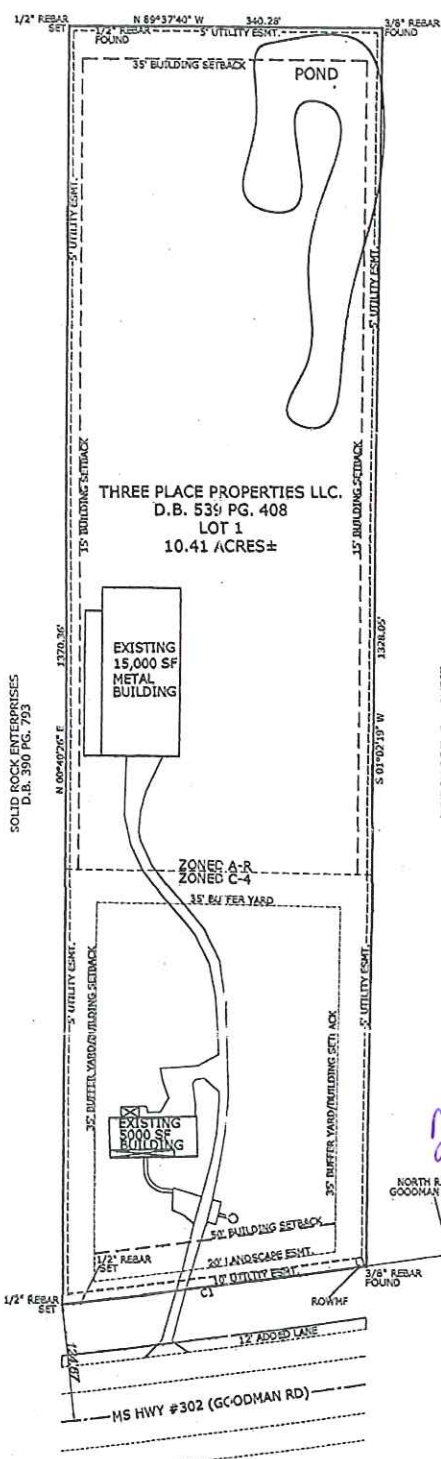 1/2" REBAR
SET
1/2" REBAR
FOUND
N 89°37'40" W 340.28'
5' UTILITY ESMT.
3/8" REBAR
FOUND
35' BUILDING SETBACK
POND
5' UTILITY ESMT.
5' UTILITY ESMT.
15' BUILDING SETBACK
15' BUILDING SETBACK
THREE PLACE PROPERTIES LLC.
D.B. 539 PG. 408
LOT 1
10.41 ACRES±
EXISTING
15,000 SF
METAL
BUILDING
SOLID ROCK ENTERPRISES
D.B. 390 PG. 793
N 00°40'26" E 1370.36'
S 01°02'19" W 1328.05'
ZONED A-R
ZONED C-4
35' BUFFER YARD
5' UTILITY ESMT.
35' BUFFER YARD/BUILDING SETBACK
35' BUFFER YARD/BUILDING SETBACK
5' UTILITY ESMT.
EXISTING
5000 SF
BUILDING
NORTH R
GOODMAN
50' BUILDING SETBACK
1/2" REBAR
SET
20' LANDSCAPE ESMT.
10' UTILITY ESMT.
1/2" REBAR
SET
C1
3/8" REBAR
FOUND
ROWMF
12' ADDED LANE
MS HWY #302 (GOODMAN RD)